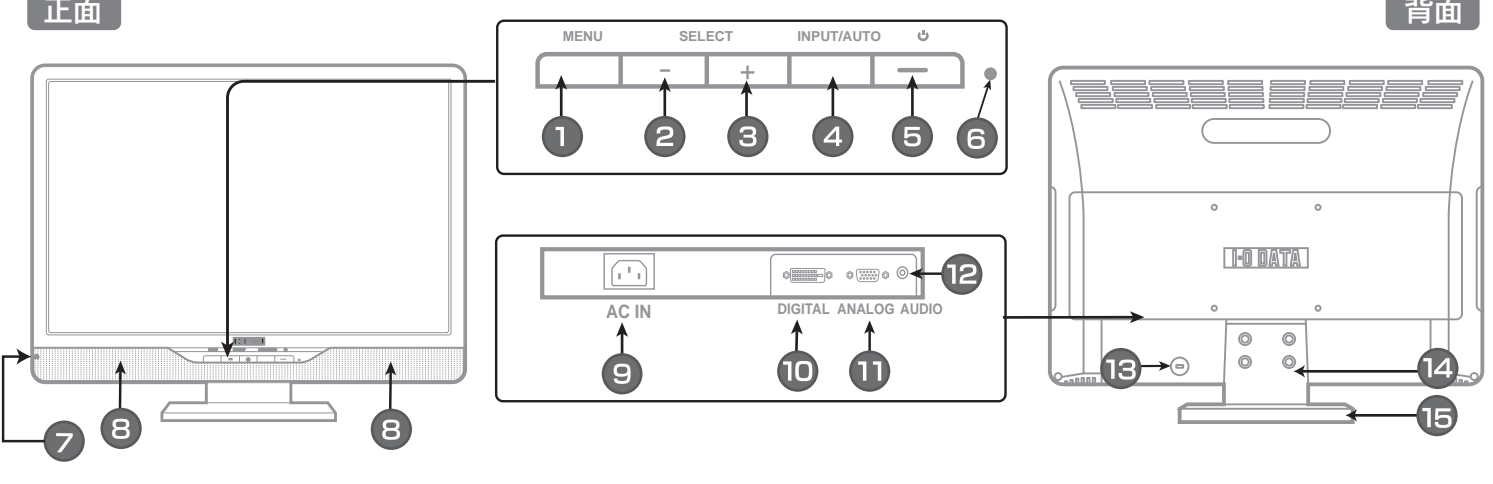 正面
背面
MENU SELECT INPUT/AUTO
- +
1 2 3 4 5 6
I-O DATA
12
AC IN DIGITAL ANALOG AUDIO
9 10 11
13 14
7 8 8
15